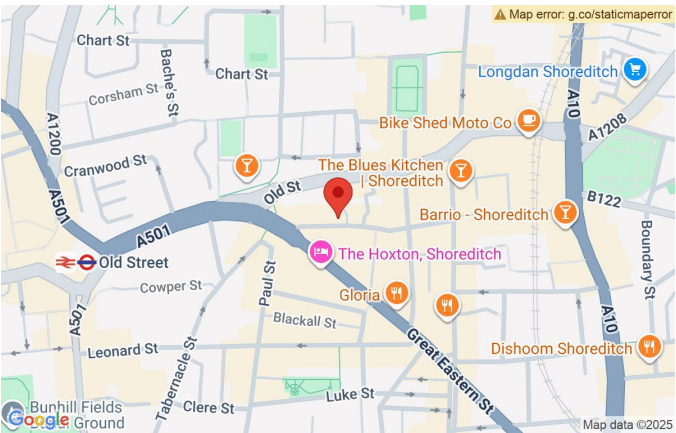 Map error: g.co/staticmaperror
Chart St
Bache's St
Chart St
Longdan Shoreditch
A10
Corsham St
A1200
Bike Shed Moto Co
A1208
Cranwood St
The Blues Kitchen
| Shoreditch
Old St
B122
A501
Barrio - Shoreditch
A501
Old Street
The Hoxton, Shoreditch
Boundary St
Paul St
Cowper St
Gloria
A501
Blackall St
A10
Leonard St
Great Eastern St
Dishoom Shoreditch
Tabernacle St
Luke St
Bunhill Fields
Clere St
Ground
Google
Map data ©2025